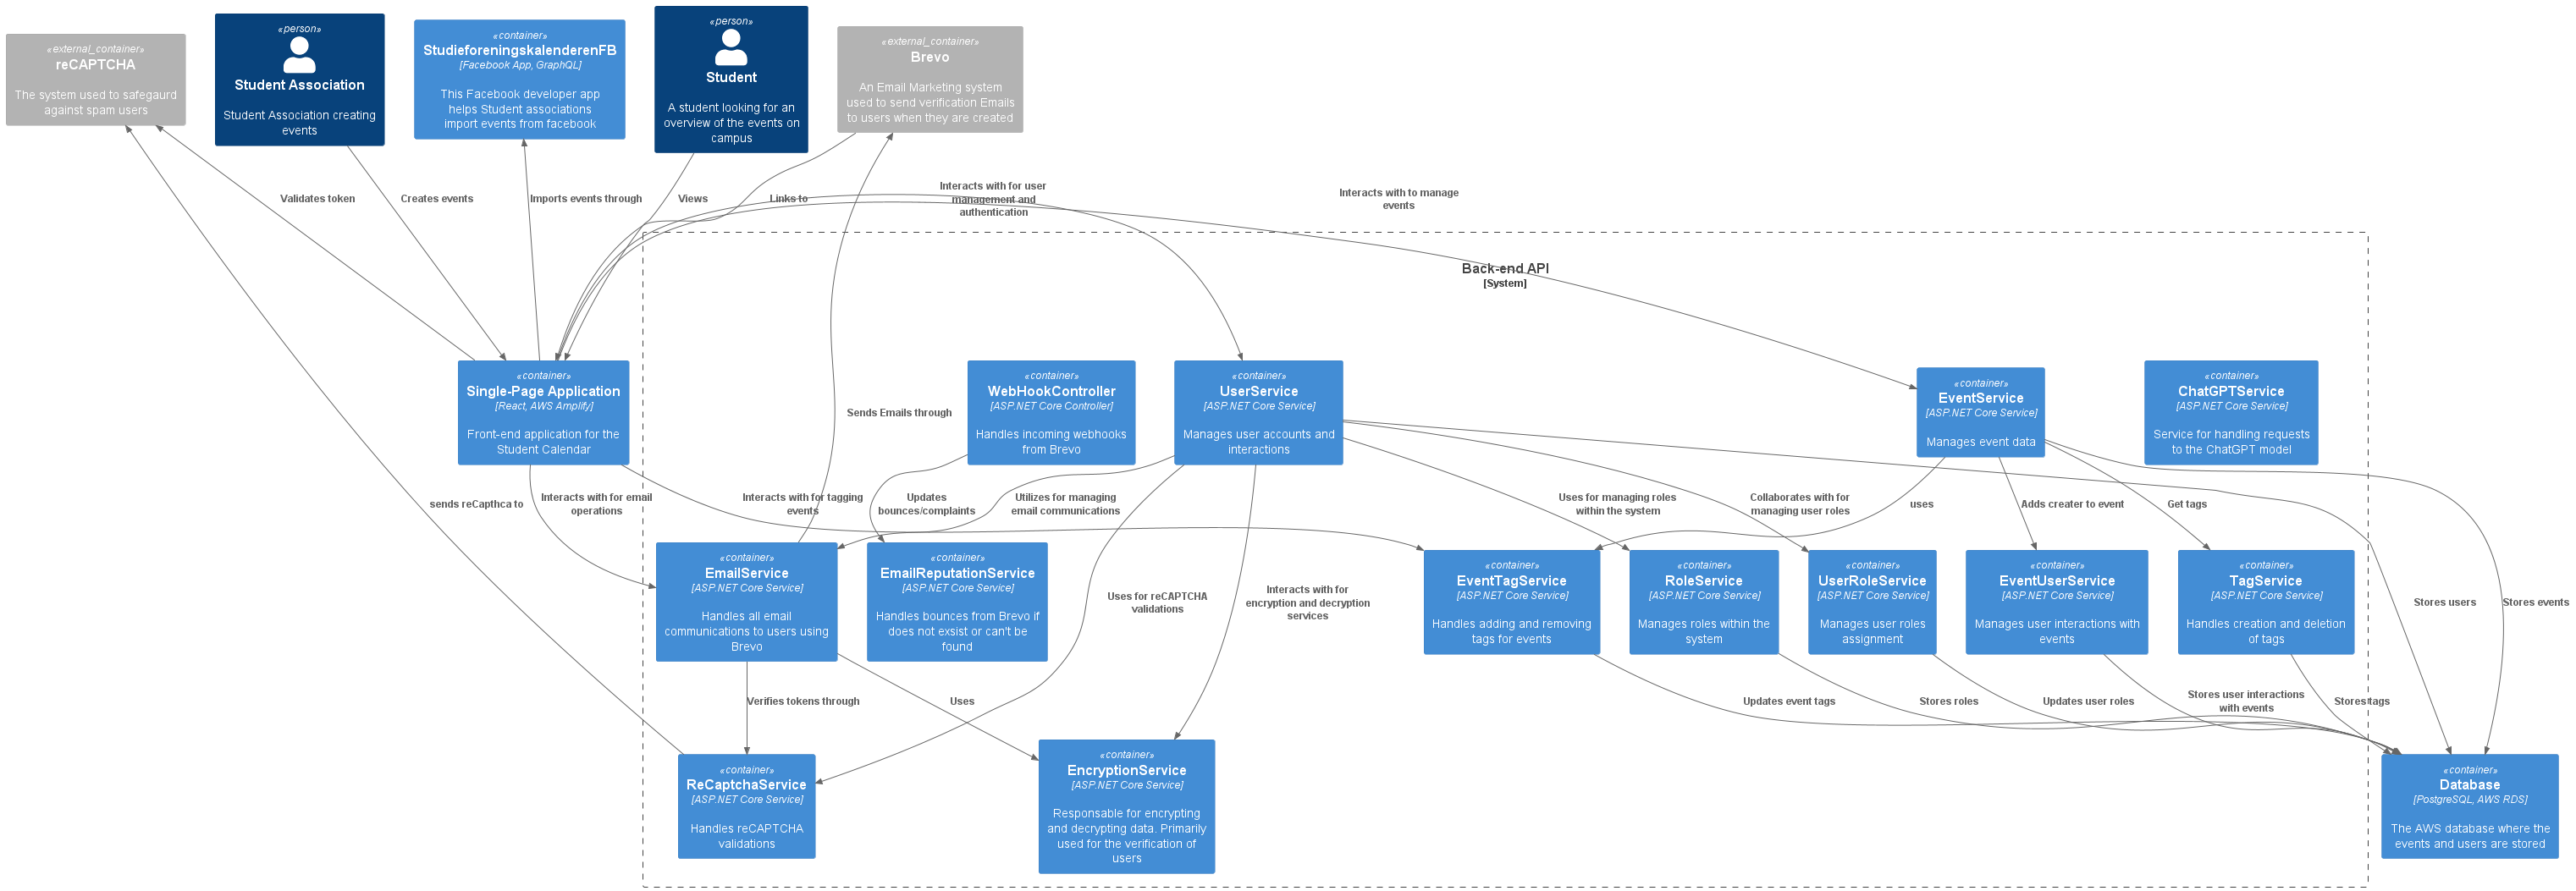 «external_container»
reCAPTCHA
The system used to safegaurd
against spam users
«person»
Student Association
Student Association creating
events
«container»
StudieforeningskalenderenFB
[Facebook App, GraphQL]
This Facebook developer app
helps Student associations
import events from facebook
«person»
Student
A student looking for an
overview of the events on
campus
«external_container»
Brevo
An Email Marketing system
used to send verification Emails
to users when they are created
Validates token
Creates events
Imports events through
Views
Links to
Interacts with for user
management and
authentication
Interacts with to manage
events
Back-end API
[System]
«container»
Single-Page Application
[React, AWS Amplify]
Front-end application for the
Student Calendar
Sends Emails through
«container»
WebHookController
[ASP.NET Core Controller]
Handles incoming webhooks
from Brevo
«container»
UserService
[ASP.NET Core Service]
Manages user accounts and
interactions
«container»
EventService
[ASP.NET Core Service]
Manages event data
«container»
ChatGPTService
[ASP.NET Core Service]
Service for handling requests
to the ChatGPT model
sends reCapthca to
Interacts with for email
operations
Interacts with for tagging
events
Updates
bounces/complaints
Utilizes for managing
email communications
Uses for managing roles
within the system
Collaborates with for
managing user roles
uses
Adds creater to event
Get tags
«container»
EmailService
[ASP.NET Core Service]
Handles all email
communications to users using
Brevo
«container»
EmailReputationService
[ASP.NET Core Service]
Handles bounces from Brevo if
does not exsist or can't be
found
Uses for reCAPTCHA
validations
Interacts with for
encryption and decryption
services
«container»
EventTagService
[ASP.NET Core Service]
Handles adding and removing
tags for events
«container»
RoleService
[ASP.NET Core Service]
Manages roles within the
system
«container»
UserRoleService
[ASP.NET Core Service]
Manages user roles
assignment
«container»
EventUserService
[ASP.NET Core Service]
Manages user interactions with
events
«container»
TagService
[ASP.NET Core Service]
Handles creation and deletion
of tags
Stores users
Stores events
Verifies tokens through
Uses
Updates event tags
Stores roles
Updates user roles
Stores user interactions
with events
Stores tags
«container»
ReCaptchaService
[ASP.NET Core Service]
Handles reCAPTCHA
validations
«container»
EncryptionService
[ASP.NET Core Service]
Responsable for encrypting
and decrypting data. Primarily
used for the verification of
users
«container»
Database
[PostgreSQL, AWS RDS]
The AWS database where the
events and users are stored